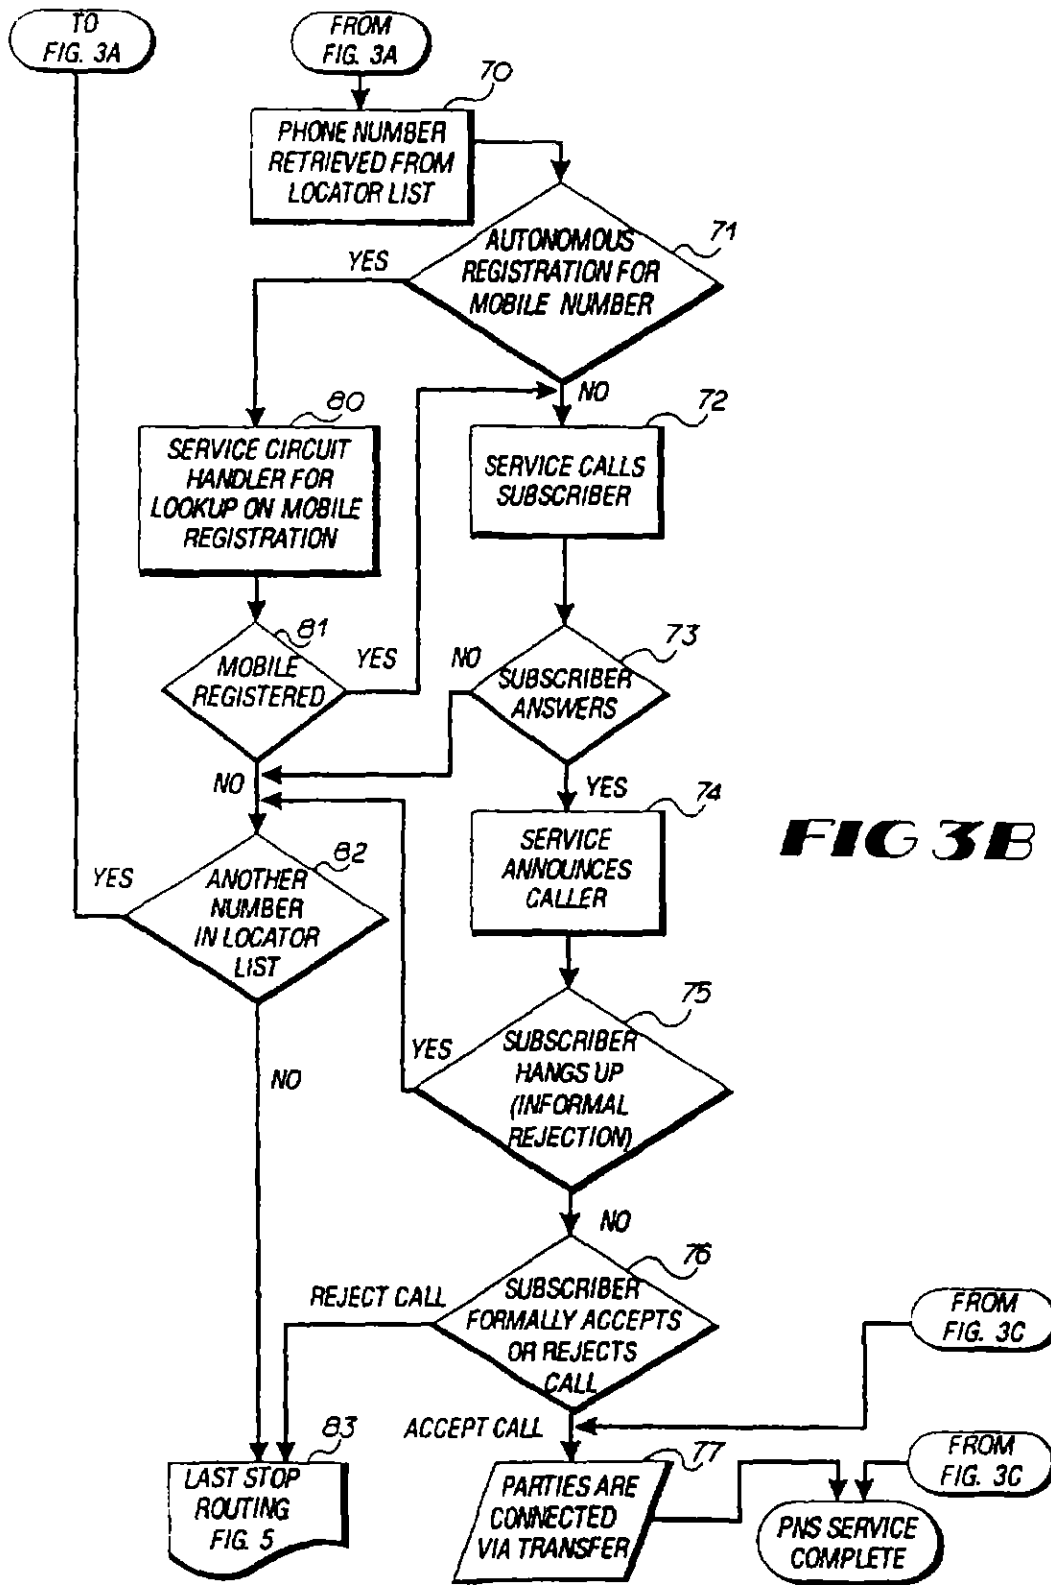 TO
FIG. 3A
FROM
FIG. 3A
70
PHONE NUMBER
RETRIEVED FROM
LOCATOR LIST
71
AUTONOMOUS
REGISTRATION FOR
MOBILE NUMBER
YES
NO
80
SERVICE CIRCUIT
HANDLER FOR
LOOKUP ON MOBILE
REGISTRATION
72
SERVICE CALLS
SUBSCRIBER
81
MOBILE
REGISTERED
YES
NO
73
SUBSCRIBER
ANSWERS
NO
YES
74
SERVICE
ANNOUNCES
CALLER
FIG 3B
82
ANOTHER
NUMBER
IN LOCATOR
LIST
YES
NO
75
SUBSCRIBER
HANGS UP
(INFORMAL
REJECTION)
YES
NO
76
SUBSCRIBER
FORMALLY ACCEPTS
OR REJECTS
CALL
REJECT CALL
ACCEPT CALL
FROM
FIG. 3C
83
LAST STOP
ROUTING
FIG. 5
77
PARTIES ARE
CONNECTED
VIA TRANSFER
FROM
FIG. 3C
PNS SERVICE
COMPLETE